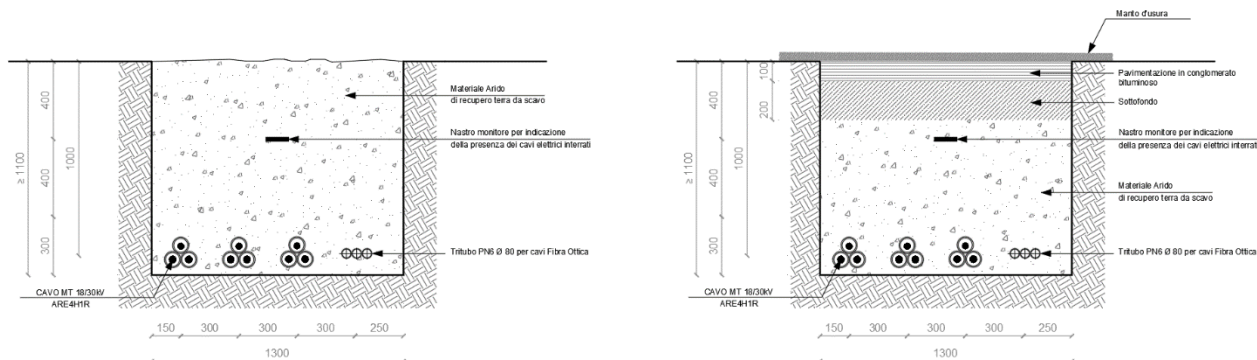 Materiale Arido
di recupero terra da scavo
Nastro monitore per indicazione
della presenza dei cavi elettrici interrati
Tritubo PN6 Ø 80 per cavi Fibra Ottica
CAVO MT 18/30kV
ARE4H1R
≥ 1100
400
400
300
1000
150
300
300
300
250
1300
Manto d'usura
Pavimentazione in conglomerato
bituminoso
Sottofondo
Nastro monitore per indicazione
della presenza dei cavi elettrici interrati
Materiale Arido
di recupero terra da scavo
Tritubo PN6 Ø 80 per cavi Fibra Ottica
CAVO MT 18/30kV
ARE4H1R
≥ 1100
400
400
300
1000
100
200
150
300
300
300
250
1300